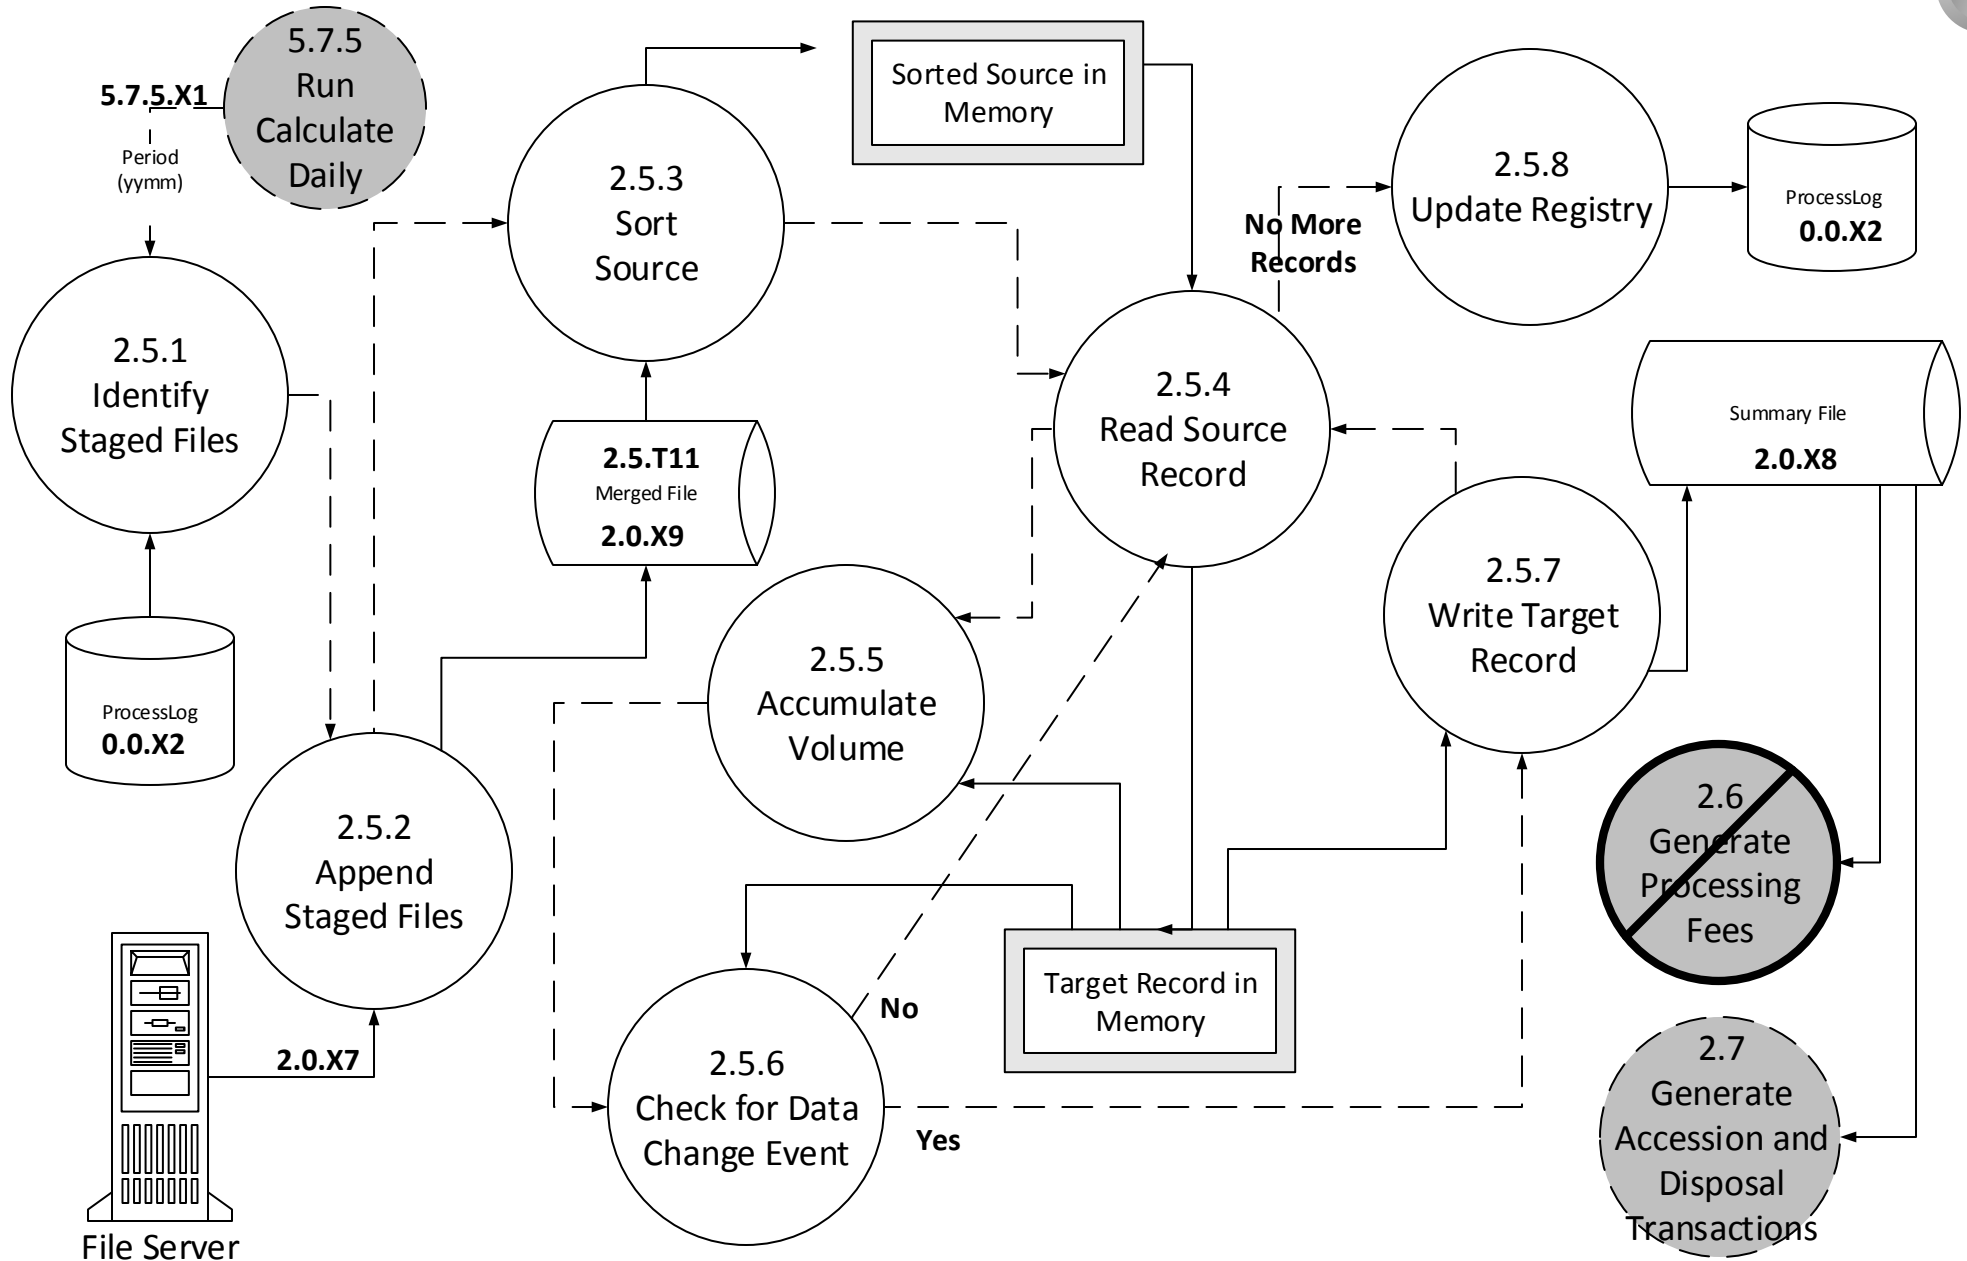 5.7.5
Run
Calculate
Daily
5.7.5.X1
Period
(yymm)
2.5.1
Identify
Staged Files
ProcessLog
0.0.X2
2.5.2
Append
Staged Files
2.0.X7
File Server
2.5.3
Sort
Source
2.5.T11
Merged File
2.0.X9
Sorted Source in
Memory
2.5.4
Read Source
Record
No More
Records
2.5.8
Update Registry
ProcessLog
0.0.X2
2.5.5
Accumulate
Volume
2.5.6
Check for Data
Change Event
No
Yes
Target Record in
Memory
2.5.7
Write Target
Record
Summary File
2.0.X8
2.6
Generate
Processing
Fees
2.7
Generate
Accession and
Disposal
Transactions